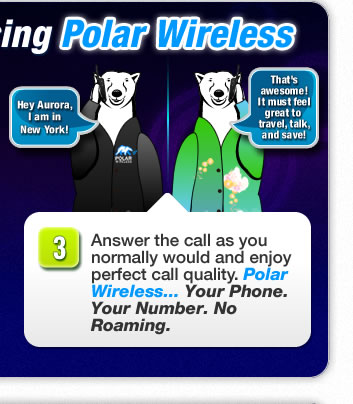 ing Polar Wireless
Hey Aurora,
I am in
New York!
That's
awesome!
It must feel
great to
travel, talk,
and save!
POLAR
WIRELESS
3
Answer the call as you
normally would and enjoy
perfect call quality. Polar
Wireless... Your Phone.
Your Number. No
Roaming.